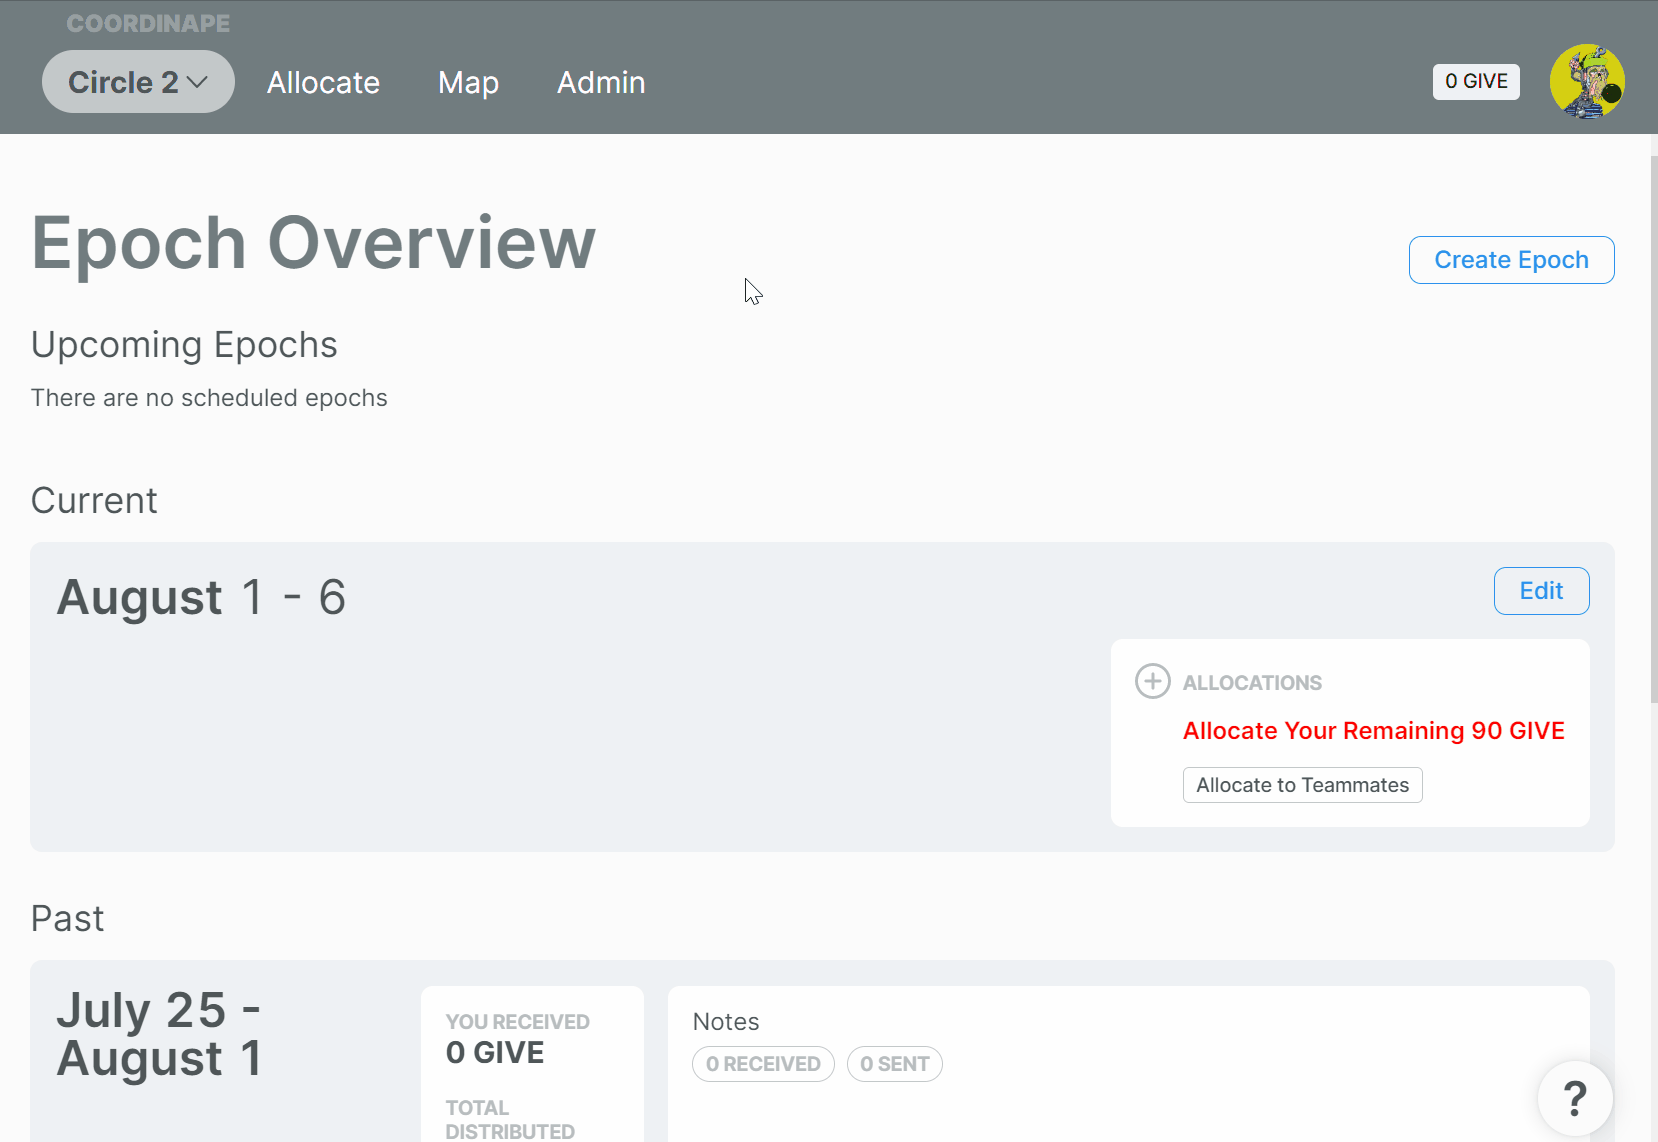 COORDINAPE
Circle 2
Allocate
Map
Admin
0 GIVE
Epoch Overview
Create Epoch
Upcoming Epochs
There are no scheduled epochs
Current
August 1 - 6
Edit
ALLOCATIONS
Allocate Your Remaining 90 GIVE
Allocate to Teammates
Past
July 25 -
August 1
YOU RECEIVED
0 GIVE
TOTAL
DISTRIBUTED
Notes
0 RECEIVED
0 SENT
?